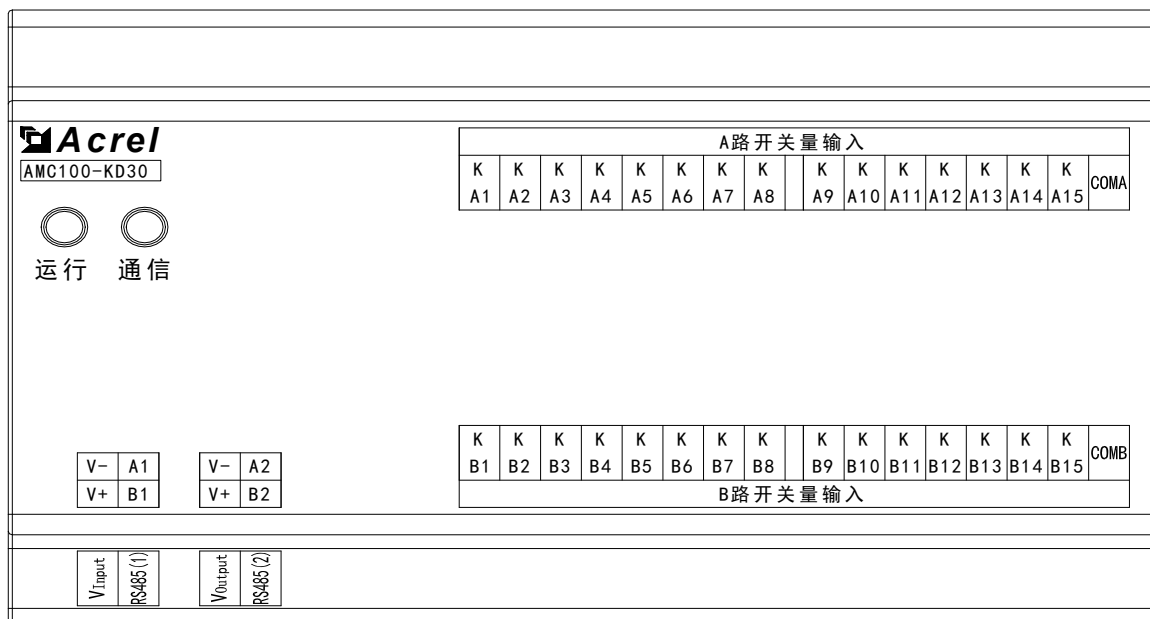 Acrel
AMC100-KD30
运行 通信
A路开关量输入
K K K K K K K K K K K K K K K COMA
A1 A2 A3 A4 A5 A6 A7 A8 A9 A10 A11 A12 A13 A14 A15
K K K K K K K K K K K K K K K COMB
B1 B2 B3 B4 B5 B6 B7 B8 B9 B10 B11 B12 B13 B14 B15
B路开关量输入
V- A1 V- A2
V+ B1 V+ B2
VInput RS485(1) VOutput RS485(2)